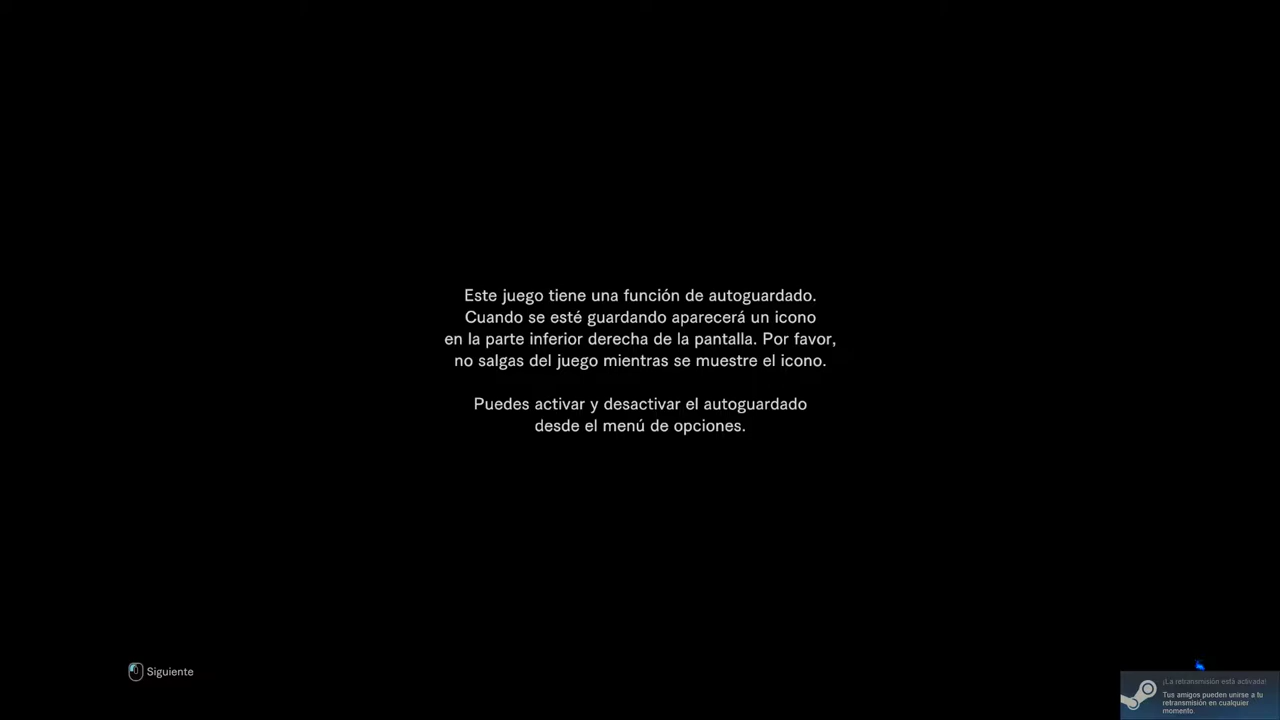 Este juego tiene una función de autoguardado.
Cuando se esté guardando aparecerá un icono
en la parte inferior derecha de la pantalla. Por favor,
no salgas del juego mientras se muestre el icono.
Puedes activar y desactivar el autoguardado
desde el menú de opciones.
Siguiente
¡La retransmisión está activada!
Tus amigos pueden unirse a tu
retransmisión en cualquier
momento.